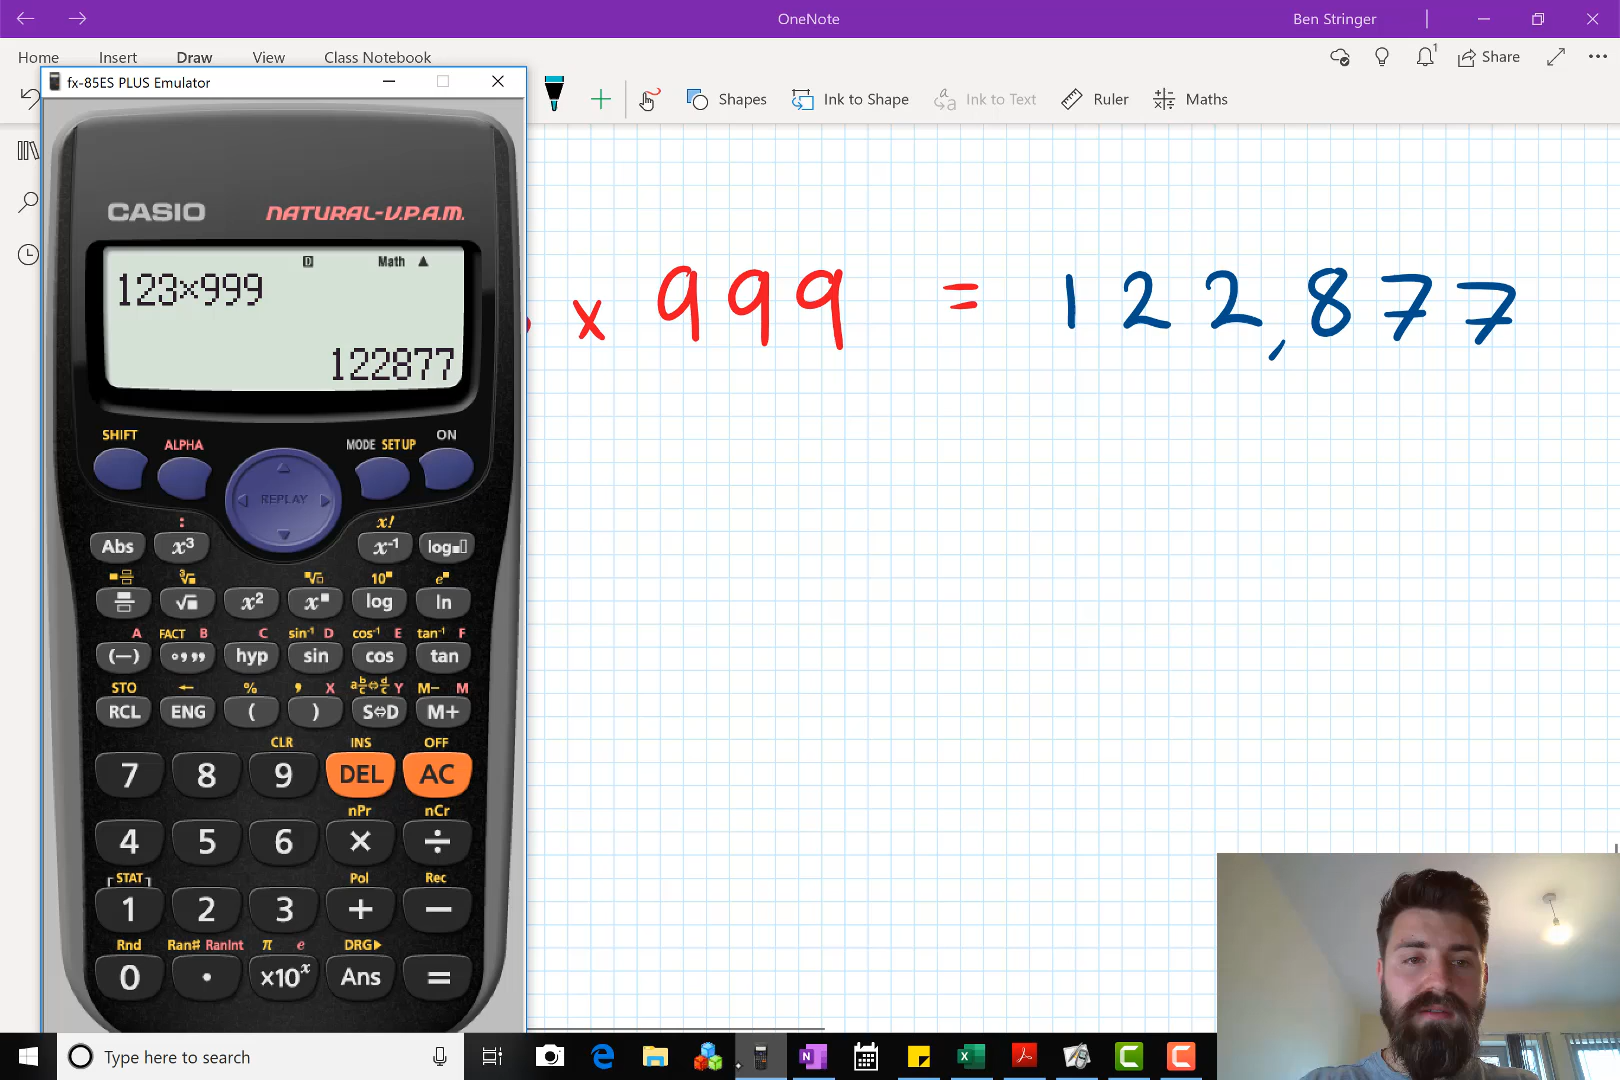 OneNote
Ben Stringer
Home Insert Draw View Class Notebook
1 Share
fx-85ES PLUS Emulator
Shapes Ink to Shape Ink to Text Ruler Maths
CASIO NATURAL-V.P.A.M.
D Math ▲
123×999
122877
x 999 = 122,877
SHIFT ALPHA MODE SETUP ON
REPLAY
: x!
Abs x³ x⁻¹ log
10■ e■
√■ x² x■ log ln
A FACT B C sin⁻¹ D cos⁻¹ E tan⁻¹ F
(−) °,,, hyp sin cos tan
STO ← % , X a b/c⇔d/c Y M− M
RCL ENG ( ) S⇔D M+
CLR INS OFF
7 8 9 DEL AC
nPr nCr
4 5 6 × ÷
STAT Pol Rec
1 2 3 + −
Rnd Ran# RanInt π e DRG▶
0 • ×10ˣ Ans =
Type here to search